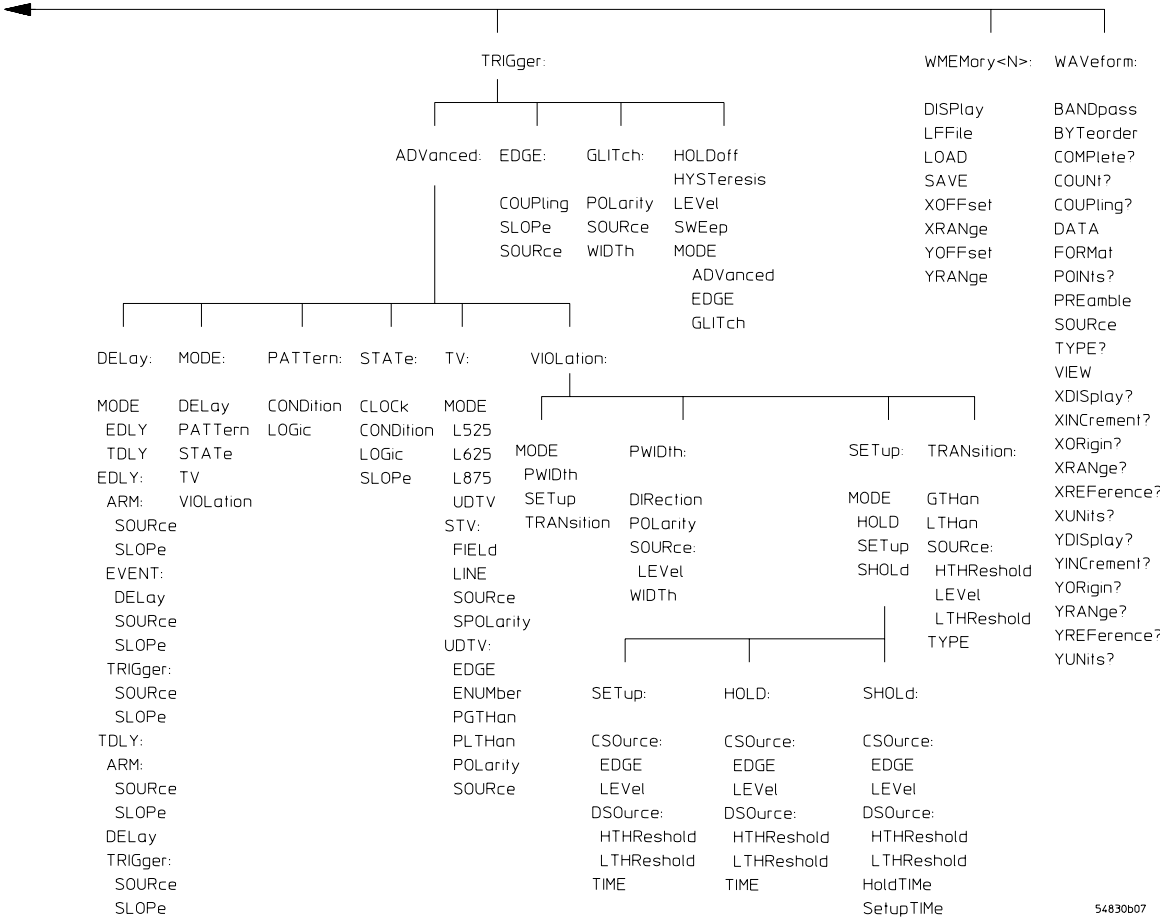 TRIGger:
WMEMory<N>:
WAVeform:
DISPlay
LFFile
LOAD
SAVE
XOFFset
XRANge
YOFFset
YRANge
BANDpass
BYTeorder
COMPlete?
COUNt?
COUPling?
DATA
FORMat
POINts?
PREamble
SOURce
TYPE?
VIEW
XDISplay?
XINCrement?
XORigin?
XRANge?
XREFerence?
XUNits?
YDISplay?
YINCrement?
YORigin?
YRANge?
YREFerence?
YUNits?
ADVanced:
EDGE:
COUPling
SLOPe
SOURce
GLITch:
POLarity
SOURce
WIDTh
HOLDoff
HYSTeresis
LEVel
SWEep
MODE
ADVanced
EDGE
GLITch
DELay:
MODE
EDLY
TDLY
EDLY:
ARM:
SOURce
SLOPe
EVENT:
DELay
SOURce
SLOPe
TRIGger:
SOURce
SLOPe
TDLY:
ARM:
SOURce
SLOPe
DELay
TRIGger:
SOURce
SLOPe
MODE:
DELay
PATTern
STATe
TV
VIOLation
PATTern:
CONDition
LOGic
STATe:
CLOCk
CONDition
LOGic
SLOPe
TV:
MODE
L525
L625
L875
UDTV
STV:
FIELd
LINE
SOURce
SPOLarity
UDTV:
EDGE
ENUMber
PGTHan
PLTHan
POLarity
SOURce
VIOLation:
MODE
PWIDth
SETup
TRANsition
PWIDth:
DIRection
POLarity
SOURce:
LEVel
WIDTh
SETup:
MODE
HOLD
SETup
SHOLd
TRANsition:
GTHan
LTHan
SOURce:
HTHReshold
LEVel
LTHReshold
TYPE
SETup:
CSOurce:
EDGE
LEVel
DSOurce:
HTHReshold
LTHReshold
TIME
HOLD:
CSOurce:
EDGE
LEVel
DSOurce:
HTHReshold
LTHReshold
TIME
SHOLd:
CSOurce:
EDGE
LEVel
DSOurce:
HTHReshold
LTHReshold
HoldTIMe
SetupTIMe
54830b07